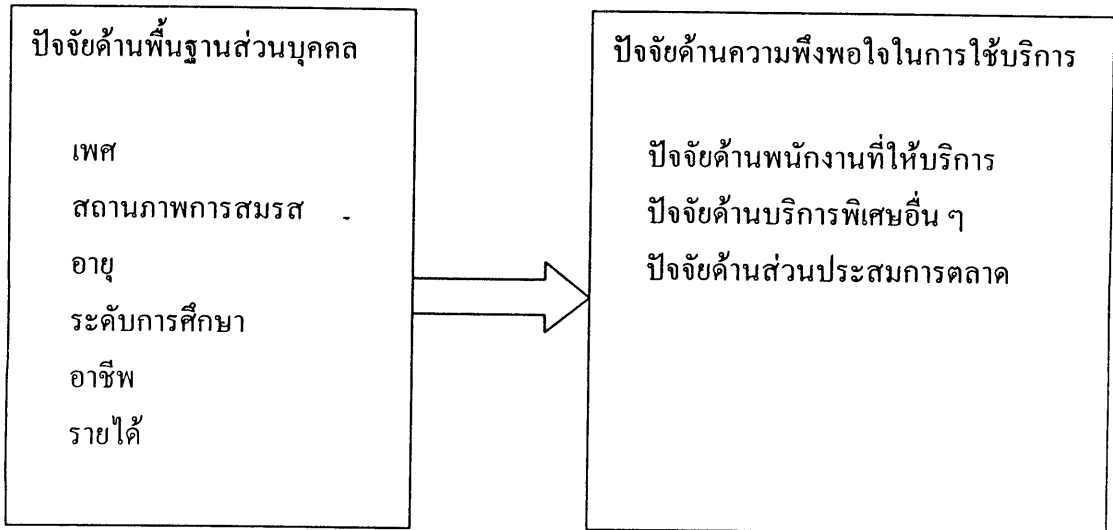 ปัจจัยด้านพื้นฐานส่วนบุคคล
เพศ
สถานภาพการสมรส
อายุ
ระดับการศึกษา
อาชีพ
รายได้
ปัจจัยด้านความพึงพอใจในการใช้บริการ
ปัจจัยด้านพนักงานที่ให้บริการ
ปัจจัยด้านบริการพิเศษอื่น ๆ
ปัจจัยด้านส่วนประสมการตลาด